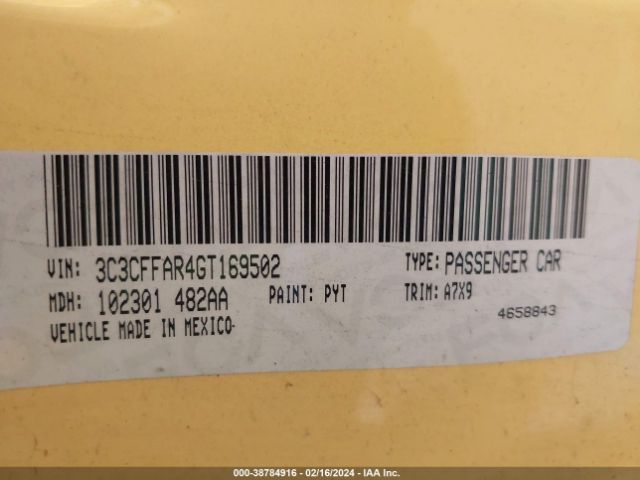 VIN: 3C3CFFAR4GT169502 TYPE: PASSENGER CAR
MDH: 102301 482AA PAINT: PYT TRIM: A7X9
VEHICLE MADE IN MEXICO 4658843
000-38784916 - 02/16/2024 - IAA Inc.